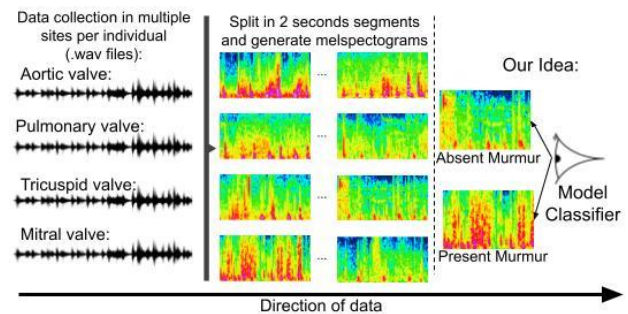 Data collection in multiple
sites per individual
(.wav files):
Aortic valve:
Pulmonary valve:
Tricuspid valve:
Mitral valve:
Split in 2 seconds segments
and generate melspectograms
...
...
...
...
Our Idea:
Absent Murmur
Present Murmur
Model
Classifier
Direction of data